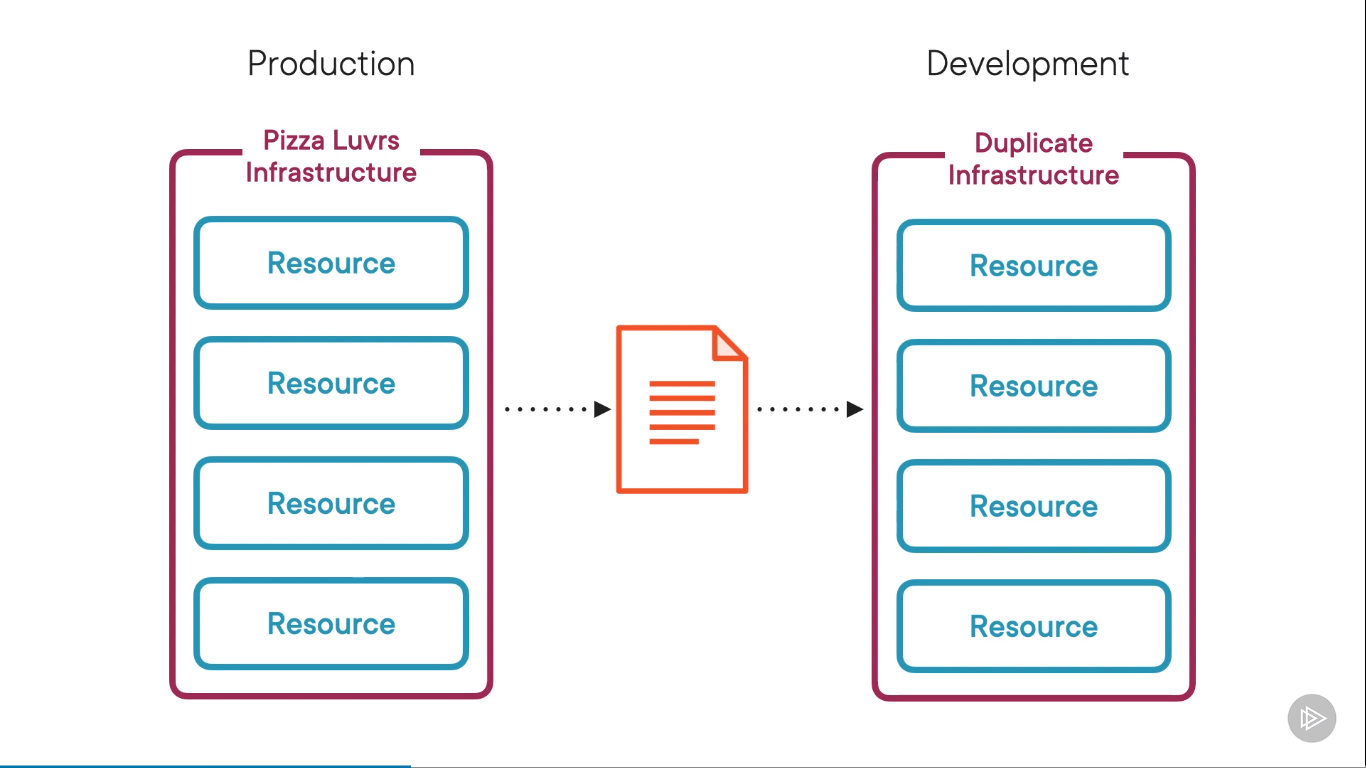 Production
Pizza Luvrs
Infrastructure
Resource
Resource
Resource
Resource
Development
Duplicate
Infrastructure
Resource
Resource
Resource
Resource